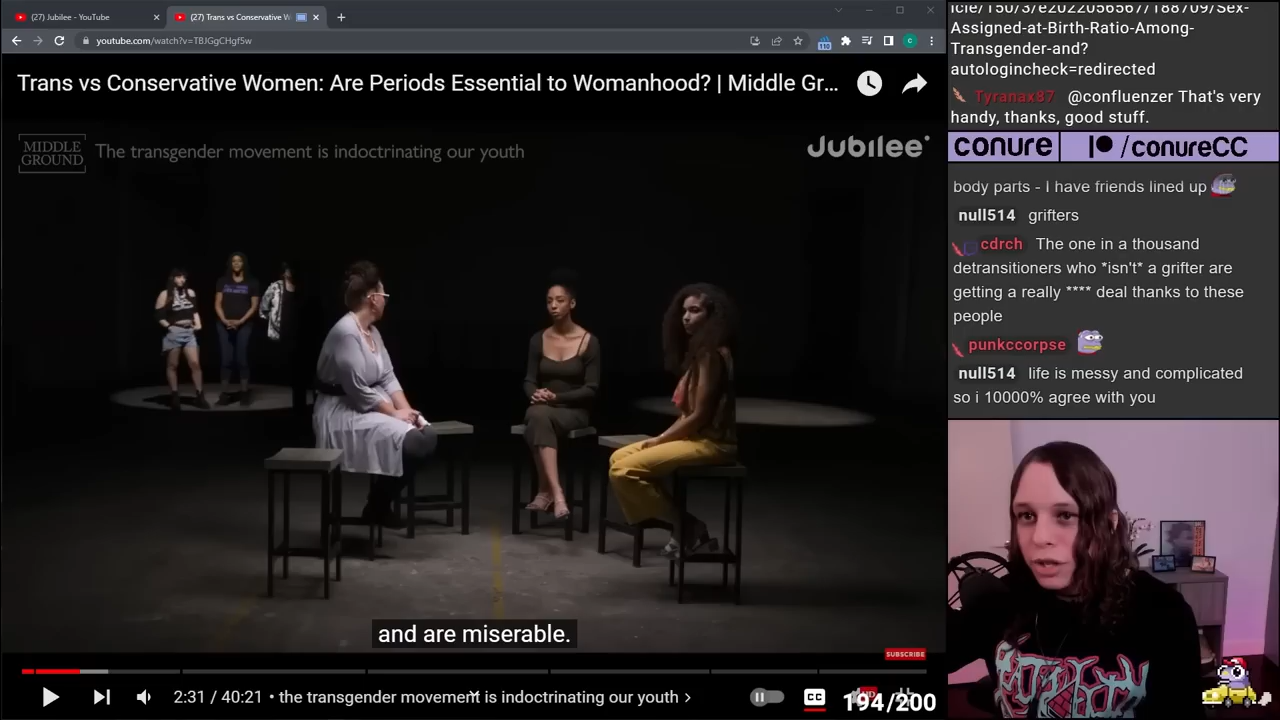 (27) Jubilee - YouTube
(27) Trans vs Conservative W
youtube.com/watch?v=TBJGgCHgf5w
Trans vs Conservative Women: Are Periods Essential to Womanhood? | Middle Gr...
MIDDLE
GROUND
The transgender movement is indoctrinating our youth
Jubilee
and are miserable.
SUBSCRIBE
2:31 / 40:21 • the transgender movement is indoctrinating our youth
CC
194/200
icle/150/3/e2022056567/188709/Sex-
Assigned-at-Birth-Ratio-Among-
Transgender-and?
autologincheck=redirected
Tyranax87 @confluenzer That's very
handy, thanks, good stuff.
conure
/conureCC
body parts - I have friends lined up
null514 grifters
cdrch The one in a thousand
detransitioners who *isn't* a grifter are
getting a really **** deal thanks to these
people
punkccorpse
null514 life is messy and complicated
so i 10000% agree with you